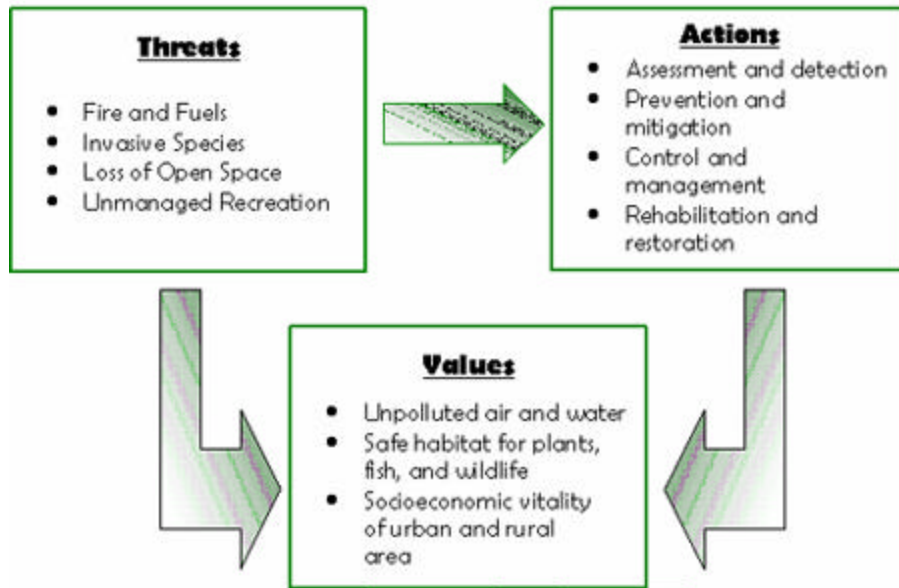 Threats
• Fire and Fuels
• Invasive Species
• Loss of Open Space
• Unmanaged Recreation
Actions
• Assessment and detection
• Prevention and
mitigation
• Control and
management
• Rehabilitation and
restoration
Values
• Unpolluted air and water
• Safe habitat for plants,
fish, and wildlife
• Socioeconomic vitality
of urban and rural
area